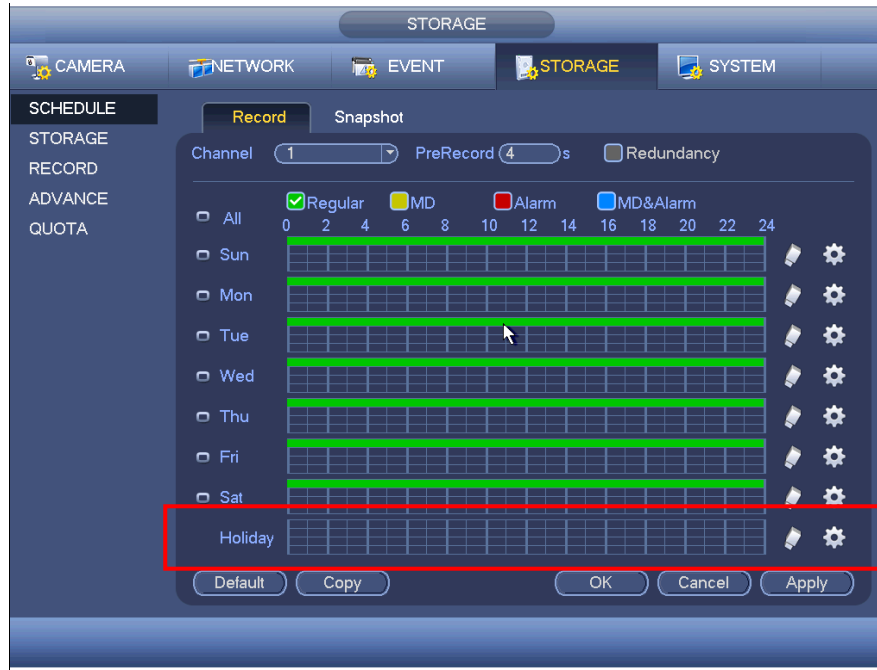 STORAGE
CAMERA NETWORK EVENT STORAGE SYSTEM
SCHEDULE
STORAGE
RECORD
ADVANCE
QUOTA
Record Snapshot
Channel 1 PreRecord 4 s Redundancy
Regular MD Alarm MD&Alarm
All 0 2 4 6 8 10 12 14 16 18 20 22 24
Sun
Mon
Tue
Wed
Thu
Fri
Sat
Holiday
Default Copy OK Cancel Apply